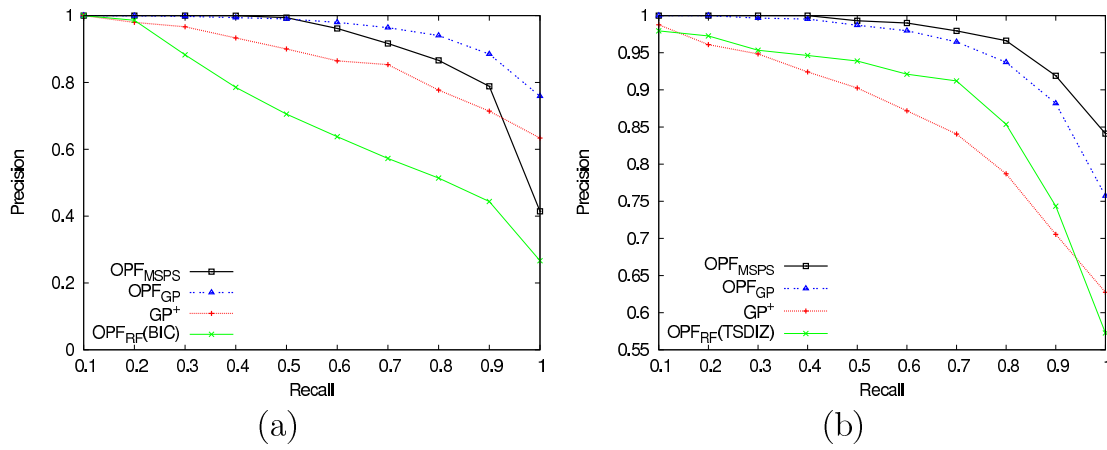 1
0.8
0.6
0.4
0.2
0
Precision
OPF_MSPS
OPF_GP
GP^+
OPF_RF(BIC)
0.1 0.2 0.3 0.4 0.5 0.6 0.7 0.8 0.9 1
Recall
(a)
1
0.95
0.9
0.85
0.8
0.75
0.7
0.65
0.6
0.55
Precision
OPF_MSPS
OPF_GP
GP^+
OPF_RF(TSDIZ)
0.1 0.2 0.3 0.4 0.5 0.6 0.7 0.8 0.9 1
Recall
(b)